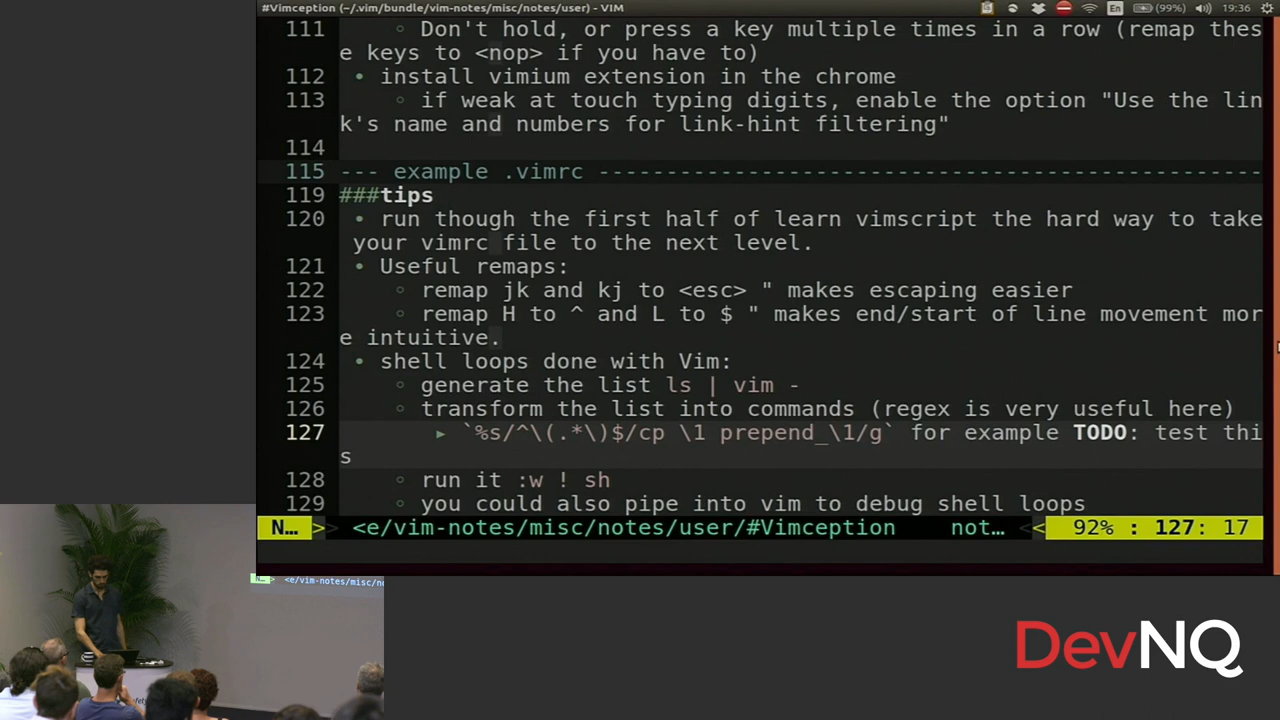 #Vimception (~/.vim/bundle/vim-notes/misc/notes/user) - VIM
En (99%) 19:36
111 ◦ Don't hold, or press a key multiple times in a row (remap thes
e keys to <nop> if you have to)
112 • install vimium extension in the chrome
113 ◦ if weak at touch typing digits, enable the option "Use the lin
k's name and numbers for link-hint filtering"
114
115 --- example .vimrc -------------------------------------------------
119 ###tips
120 • run though the first half of learn vimscript the hard way to take
your vimrc file to the next level.
121 • Useful remaps:
122 ◦ remap jk and kj to <esc> " makes escaping easier
123 ◦ remap H to ^ and L to $ " makes end/start of line movement mor
e intuitive.
124 • shell loops done with Vim:
125 ◦ generate the list ls | vim -
126 ◦ transform the list into commands (regex is very useful here)
127 ▸ `%s/^\(.*\)$/cp \1 prepend_\1/g` for example TODO: test thi
s
128 ◦ run it :w ! sh
129 ◦ you could also pipe into vim to debug shell loops
N… > <e/vim-notes/misc/notes/user/#Vimception not… < 92% : 127: 17
<e/vim-notes/misc/no
DevNQ